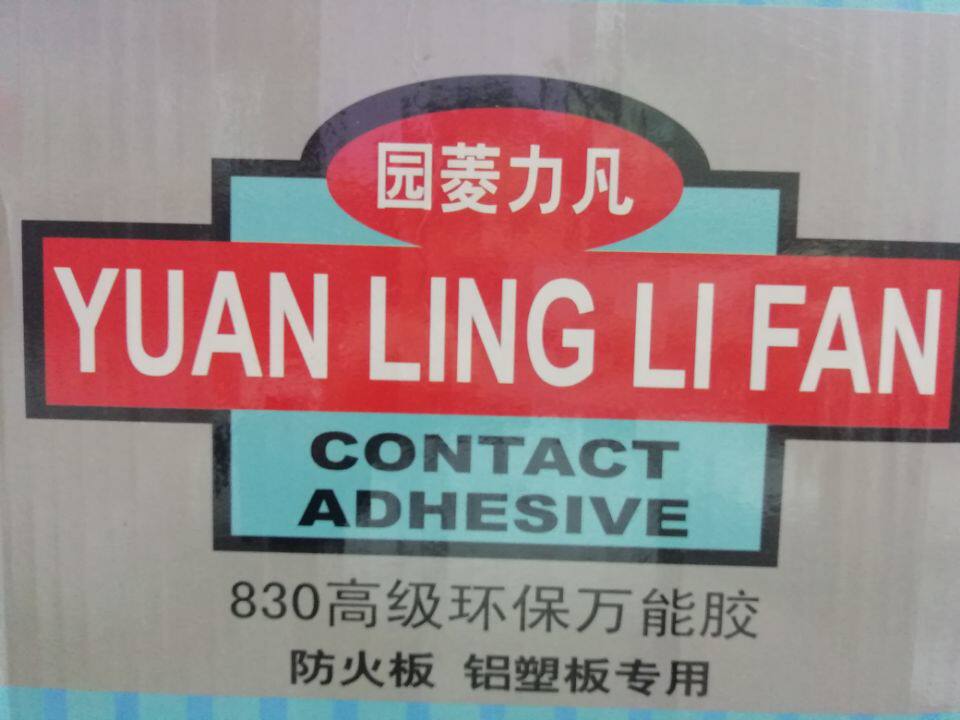 园菱力凡
YUAN LING LI FAN
CONTACT
ADHESIVE
830高级环保万能胶
防火板 铝塑板专用